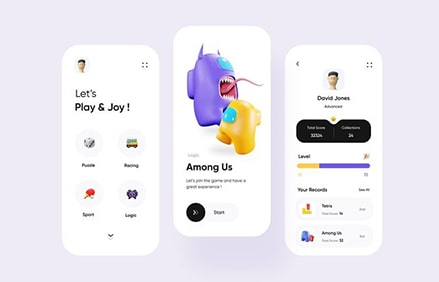 Let's
Play & Joy !
Puzzle
Racing
Sport
Logic
Logic
Among Us
Let's join the game and have a
great experience !
Start
David Jones
Advanced
Total Score
Collections
32324
24
Level
Your Records
See All
Tetris
Total Score 14
Among Us
Total Score 32